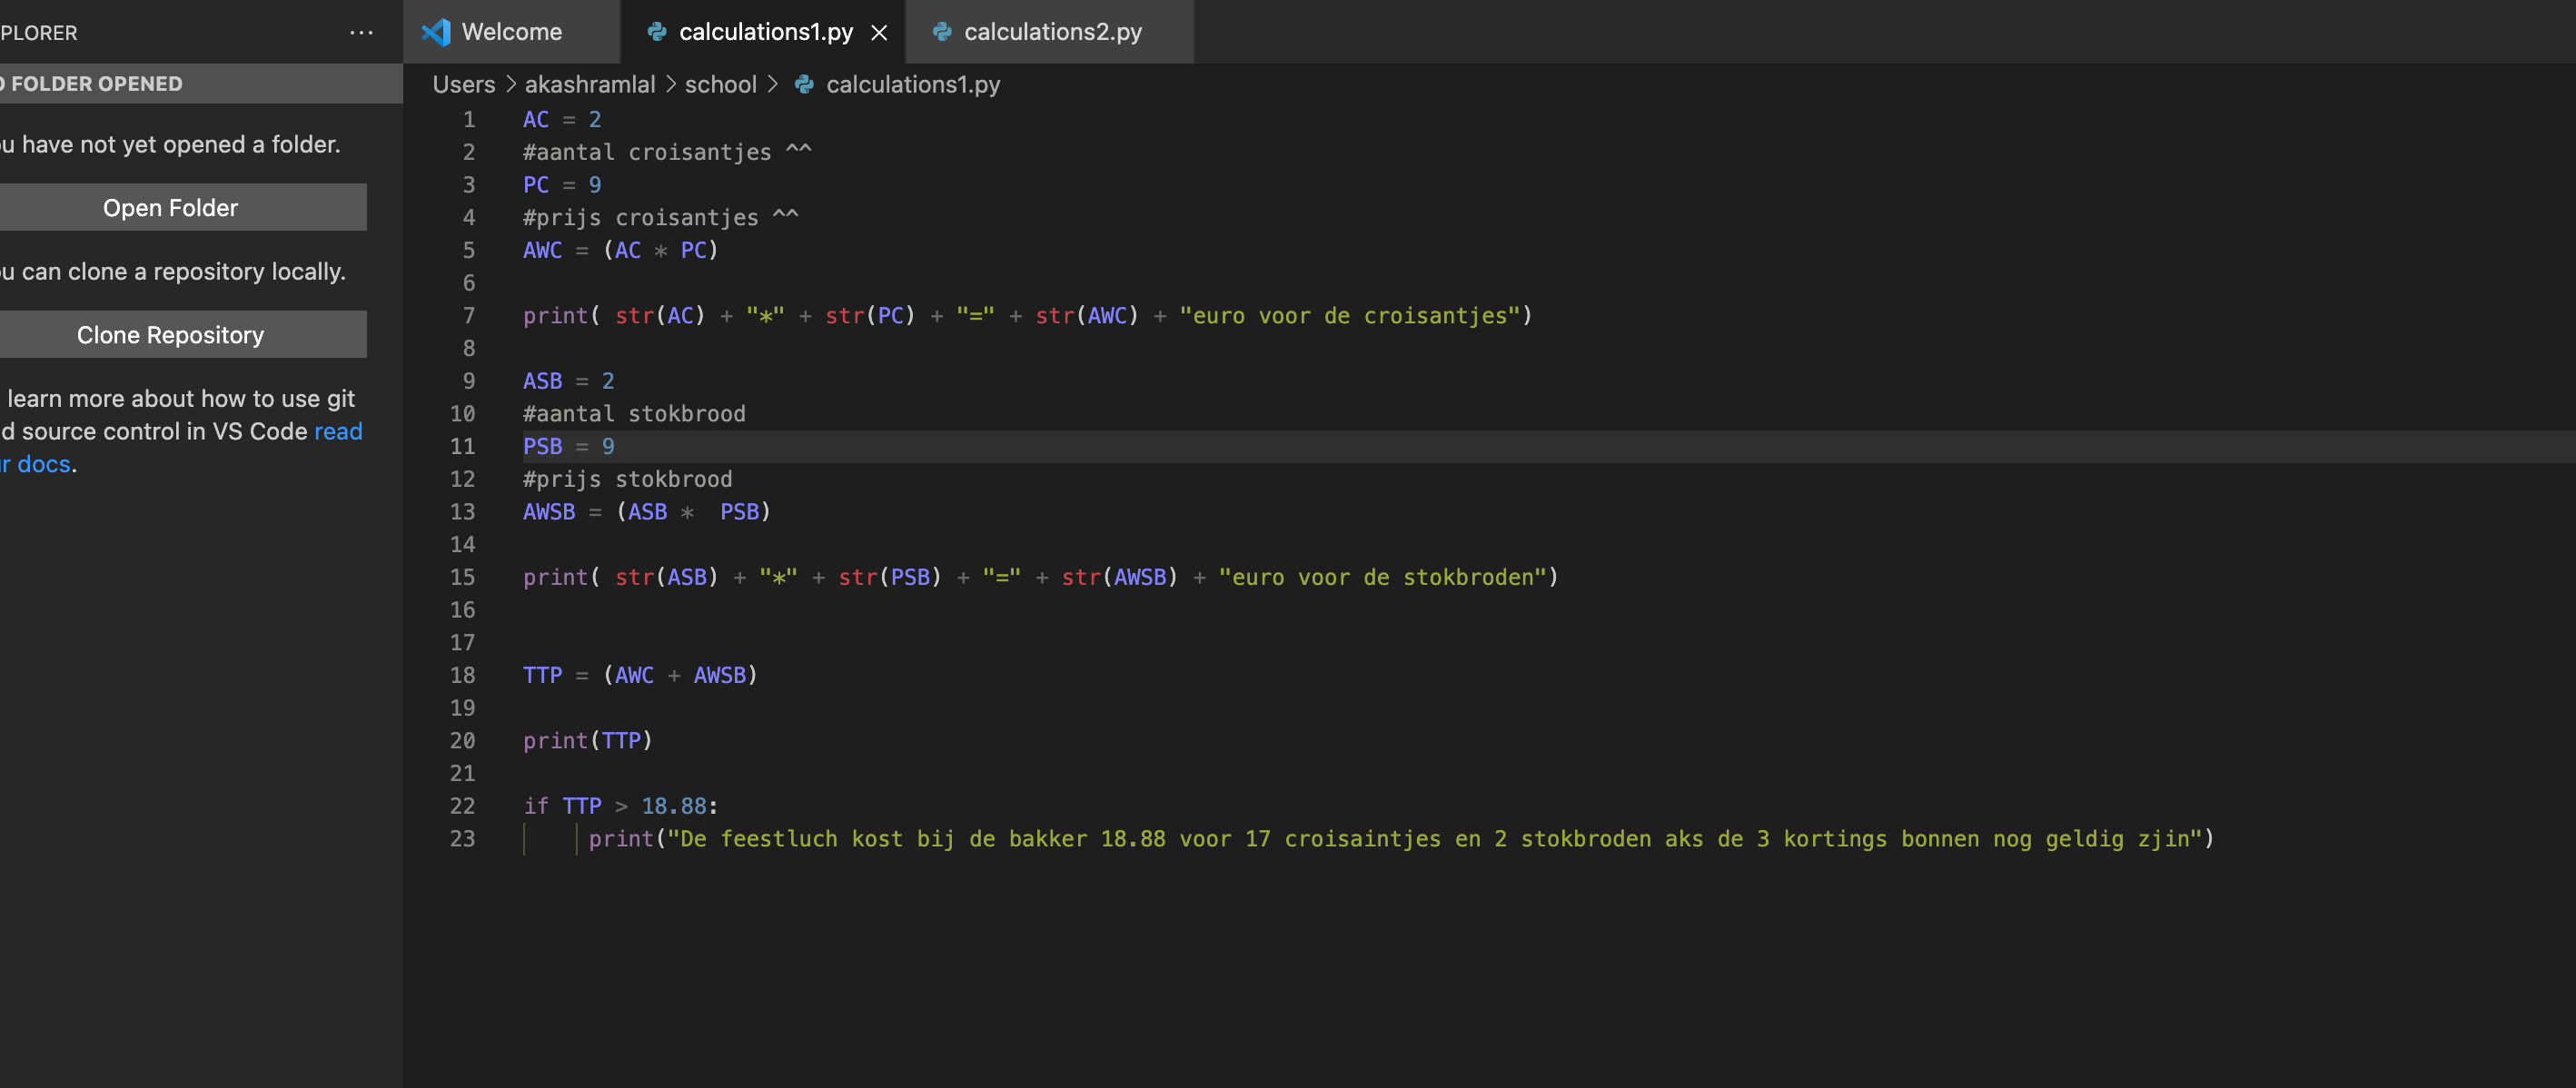 PLORER ···
FOLDER OPENED
u have not yet opened a folder.
Open Folder
u can clone a repository locally.
Clone Repository
learn more about how to use git
d source control in VS Code read
r docs.
Welcome
calculations1.py
calculations2.py
Users > akashramlal > school > calculations1.py
1 AC = 2
2 #aantal croisantjes ^^
3 PC = 9
4 #prijs croisantjes ^^
5 AWC = (AC * PC)
6
7 print( str(AC) + "*" + str(PC) + "=" + str(AWC) + "euro voor de croisantjes")
8
9 ASB = 2
10 #aantal stokbrood
11 PSB = 9
12 #prijs stokbrood
13 AWSB = (ASB *  PSB)
14
15 print( str(ASB) + "*" + str(PSB) + "=" + str(AWSB) + "euro voor de stokbroden")
16
17
18 TTP = (AWC + AWSB)
19
20 print(TTP)
21
22 if TTP > 18.88:
23 print("De feestluch kost bij de bakker 18.88 voor 17 croisaintjes en 2 stokbroden aks de 3 kortings bonnen nog geldig zjin")